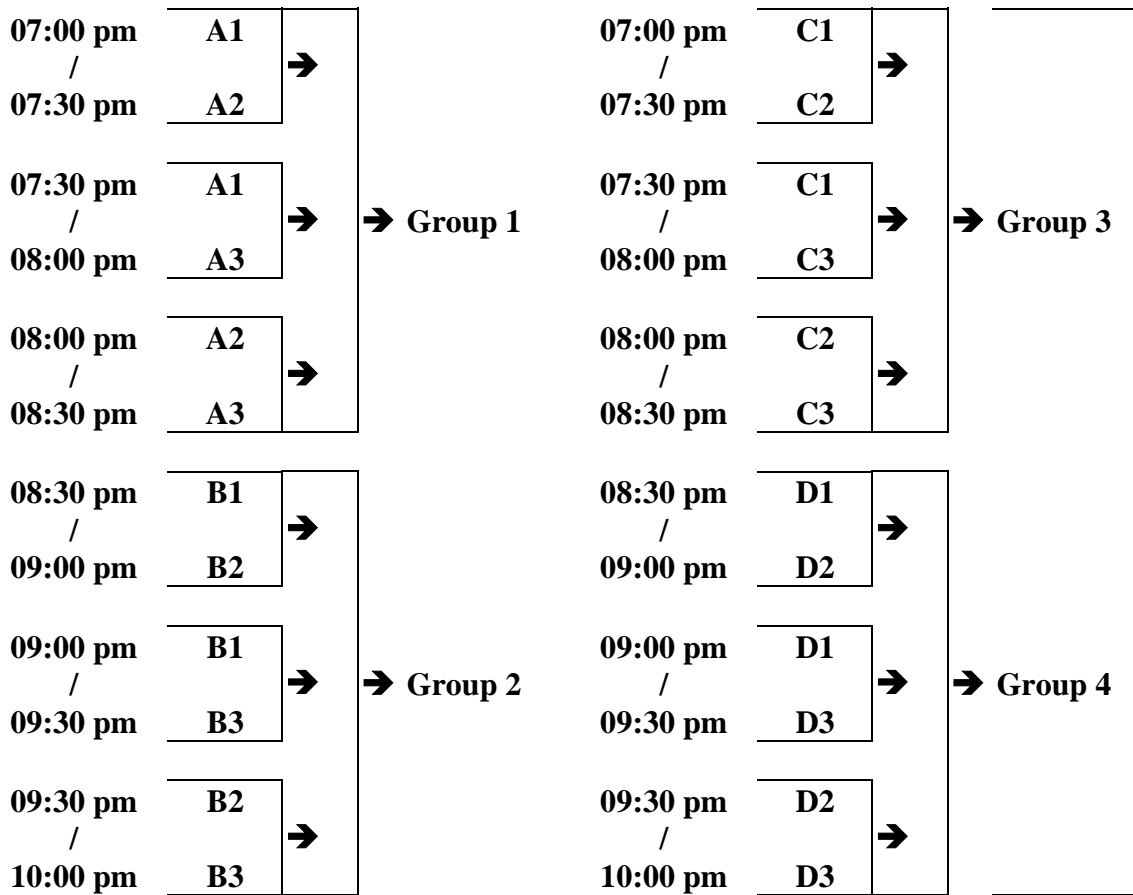 07:00 pm A1
/
07:30 pm A2
07:30 pm A1
/
08:00 pm A3
Group 1
08:00 pm A2
/
08:30 pm A3
08:30 pm B1
/
09:00 pm B2
09:00 pm B1
/
09:30 pm B3
Group 2
09:30 pm B2
/
10:00 pm B3
07:00 pm C1
/
07:30 pm C2
07:30 pm C1
/
08:00 pm C3
Group 3
08:00 pm C2
/
08:30 pm C3
08:30 pm D1
/
09:00 pm D2
09:00 pm D1
/
09:30 pm D3
Group 4
09:30 pm D2
/
10:00 pm D3